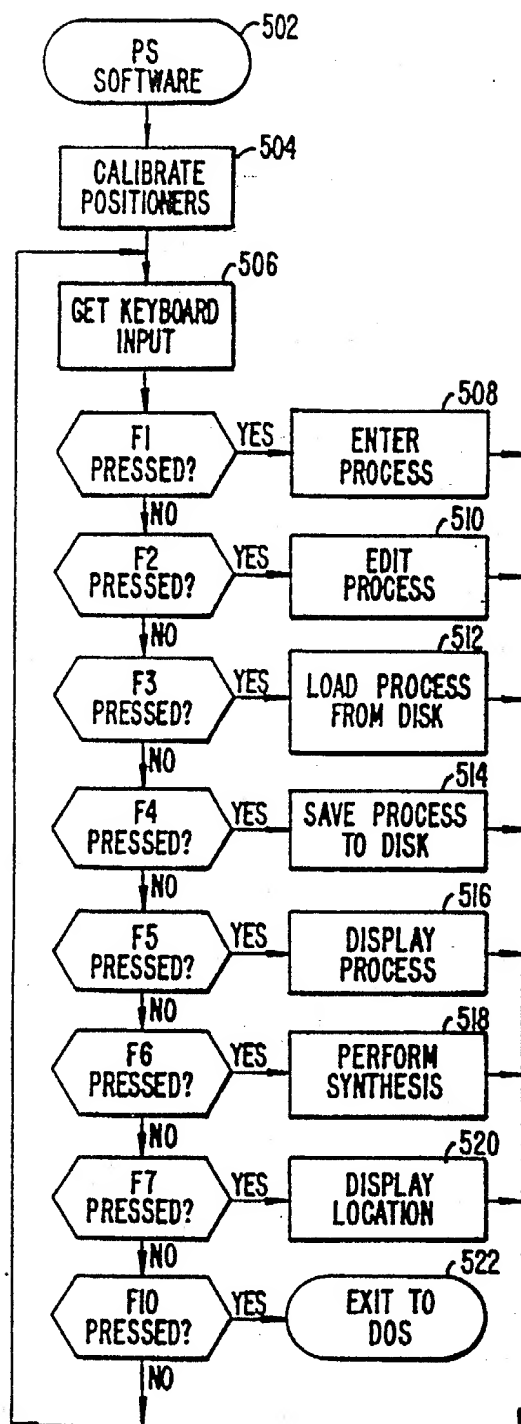 502
PS
SOFTWARE
504
CALIBRATE
POSITIONERS
506
GET KEYBOARD
INPUT
508
F1
PRESSED?
YES
ENTER
PROCESS
NO
510
F2
PRESSED?
YES
EDIT
PROCESS
NO
512
F3
PRESSED?
YES
LOAD PROCESS
FROM DISK
NO
514
F4
PRESSED?
YES
SAVE PROCESS
TO DISK
NO
516
F5
PRESSED?
YES
DISPLAY
PROCESS
NO
518
F6
PRESSED?
YES
PERFORM
SYNTHESIS
NO
520
F7
PRESSED?
YES
DISPLAY
LOCATION
NO
522
F10
PRESSED?
YES
EXIT TO
DOS
NO